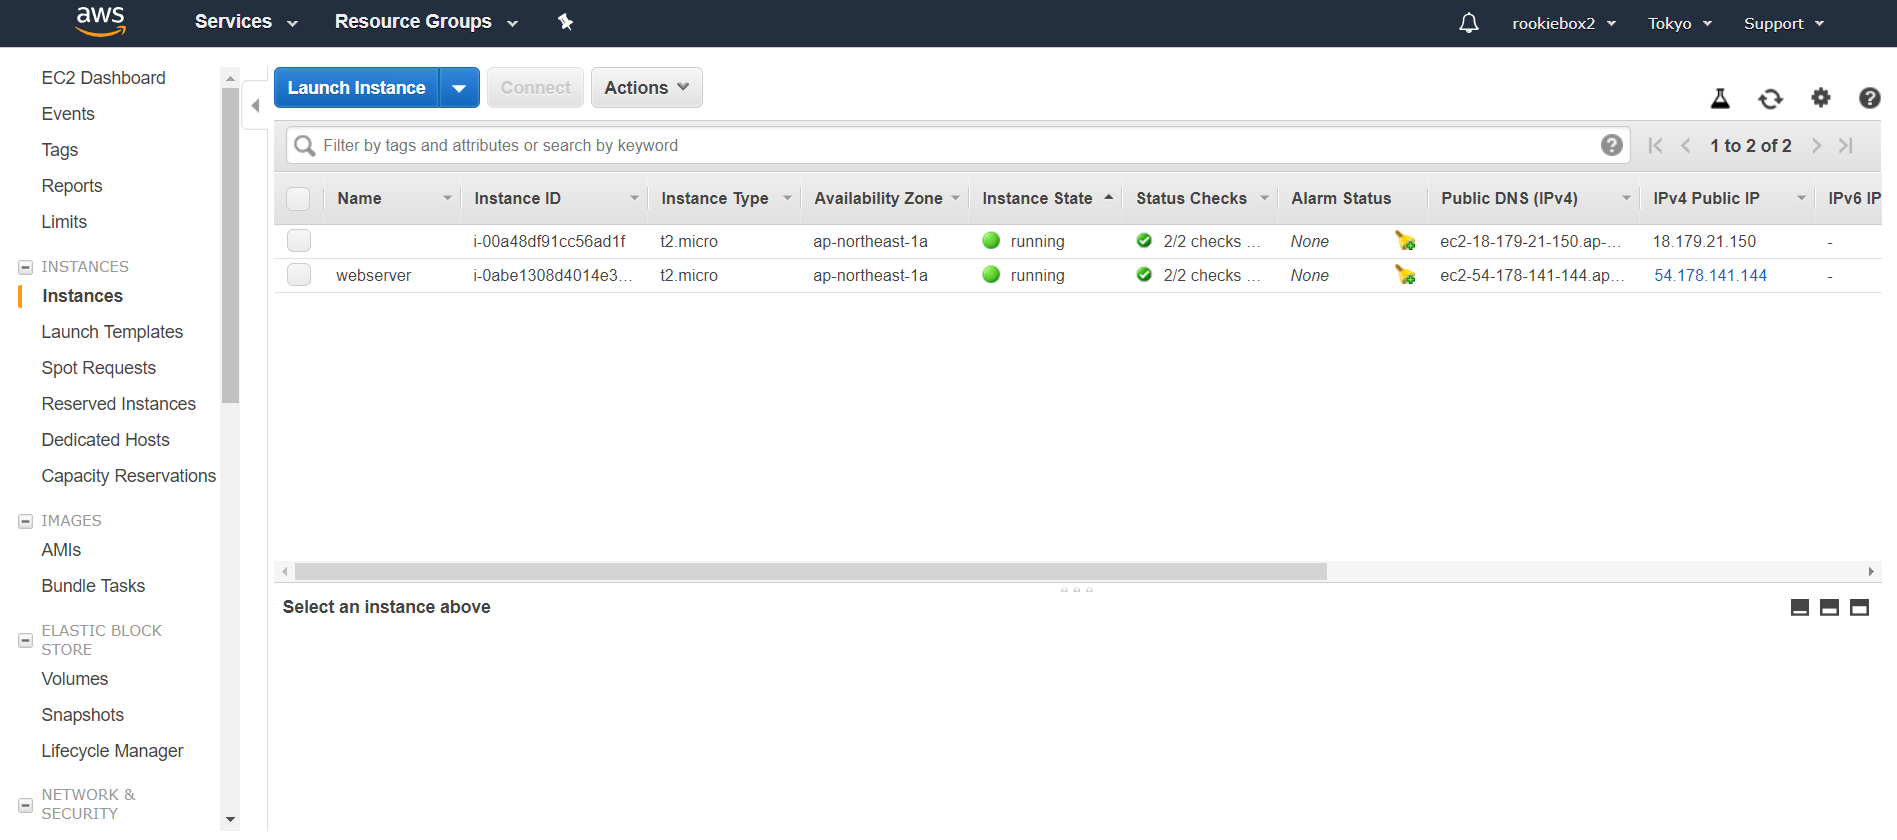 aws Services Resource Groups rookiebox2 Tokyo Support
EC2 Dashboard
Events
Tags
Reports
Limits
INSTANCES
Instances
Launch Templates
Spot Requests
Reserved Instances
Dedicated Hosts
Capacity Reservations
IMAGES
AMIs
Bundle Tasks
ELASTIC BLOCK
STORE
Volumes
Snapshots
Lifecycle Manager
NETWORK &
SECURITY
Launch Instance Connect Actions
Filter by tags and attributes or search by keyword 1 to 2 of 2
Name Instance ID Instance Type Availability Zone Instance State Status Checks Alarm Status Public DNS (IPv4) IPv4 Public IP IPv6 IP
i-00a48df91cc56ad1f t2.micro ap-northeast-1a running 2/2 checks ... None ec2-18-179-21-150.ap-... 18.179.21.150 -
webserver i-0abe1308d4014e3... t2.micro ap-northeast-1a running 2/2 checks ... None ec2-54-178-141-144.ap... 54.178.141.144 -
Select an instance above